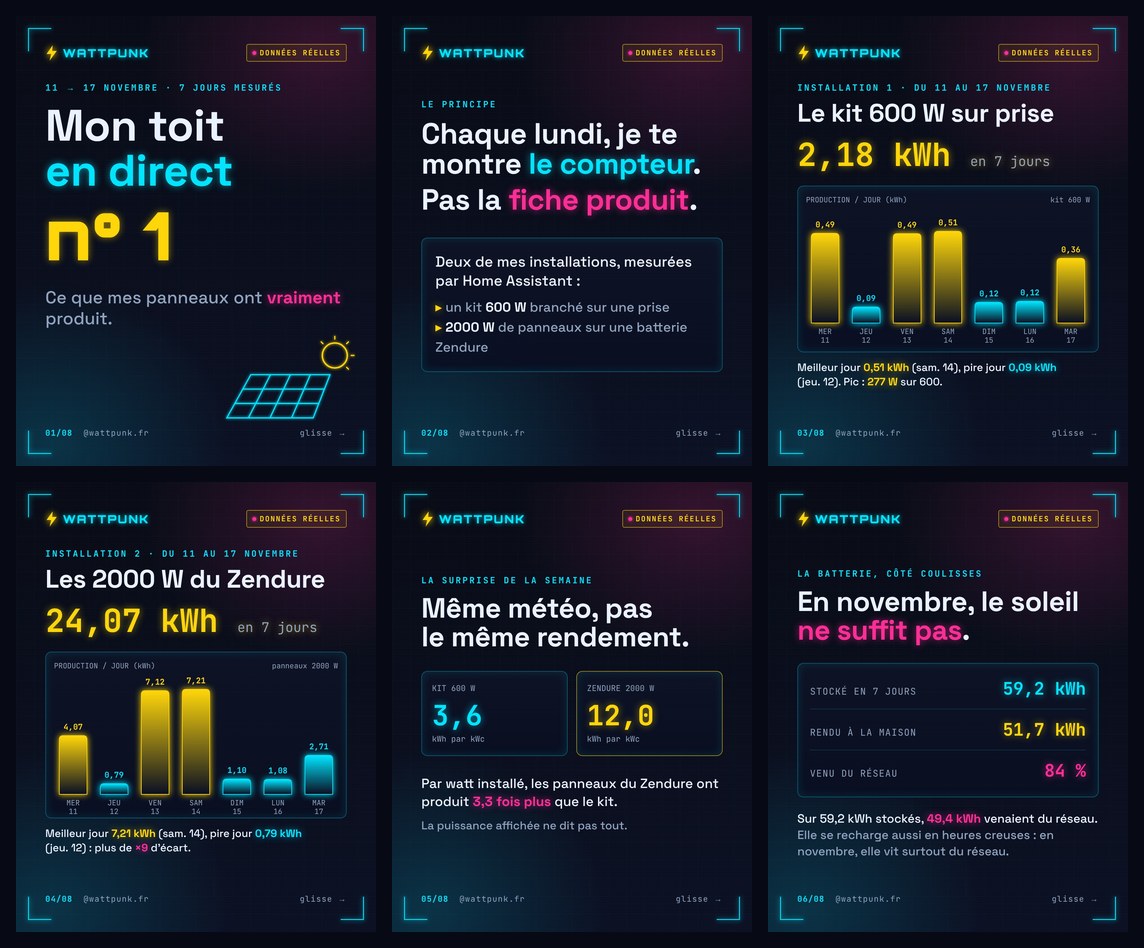 WATTPUNK
DONNÉES RÉELLES
11 → 17 NOVEMBRE · 7 JOURS MESURÉS
Mon toit
en direct
n° 1
Ce que mes panneaux ont vraiment
produit.
01/08 @wattpunk.fr glisse →
WATTPUNK
DONNÉES RÉELLES
LE PRINCIPE
Chaque lundi, je te
montre le compteur.
Pas la fiche produit.
Deux de mes installations, mesurées
par Home Assistant :
▸ un kit 600 W branché sur une prise
▸ 2000 W de panneaux sur une batterie
Zendure
02/08 @wattpunk.fr glisse →
WATTPUNK
DONNÉES RÉELLES
INSTALLATION 1 · DU 11 AU 17 NOVEMBRE
Le kit 600 W sur prise
2,18 kWh en 7 jours
PRODUCTION / JOUR (kWh) kit 600 W
0,49 0,09 0,49 0,51 0,12 0,12 0,36
MER JEU VEN SAM DIM LUN MAR
11 12 13 14 15 16 17
Meilleur jour 0,51 kWh (sam. 14), pire jour 0,09 kWh
(jeu. 12). Pic : 277 W sur 600.
03/08 @wattpunk.fr glisse →
WATTPUNK
DONNÉES RÉELLES
INSTALLATION 2 · DU 11 AU 17 NOVEMBRE
Les 2000 W du Zendure
24,07 kWh en 7 jours
PRODUCTION / JOUR (kWh) panneaux 2000 W
4,07 0,79 7,12 7,21 1,10 1,08 2,71
MER JEU VEN SAM DIM LUN MAR
11 12 13 14 15 16 17
Meilleur jour 7,21 kWh (sam. 14), pire jour 0,79 kWh
(jeu. 12) : plus de ×9 d'écart.
04/08 @wattpunk.fr glisse →
WATTPUNK
DONNÉES RÉELLES
LA SURPRISE DE LA SEMAINE
Même météo, pas
le même rendement.
KIT 600 W
3,6
kWh par kWc
ZENDURE 2000 W
12,0
kWh par kWc
Par watt installé, les panneaux du Zendure ont
produit 3,3 fois plus que le kit.
La puissance affichée ne dit pas tout.
05/08 @wattpunk.fr glisse →
WATTPUNK
DONNÉES RÉELLES
LA BATTERIE, CÔTÉ COULISSES
En novembre, le soleil
ne suffit pas.
STOCKÉ EN 7 JOURS 59,2 kWh
RENDU À LA MAISON 51,7 kWh
VENU DU RÉSEAU 84 %
Sur 59,2 kWh stockés, 49,4 kWh venaient du réseau.
Elle se recharge aussi en heures creuses : en
novembre, elle vit surtout du réseau.
06/08 @wattpunk.fr glisse →